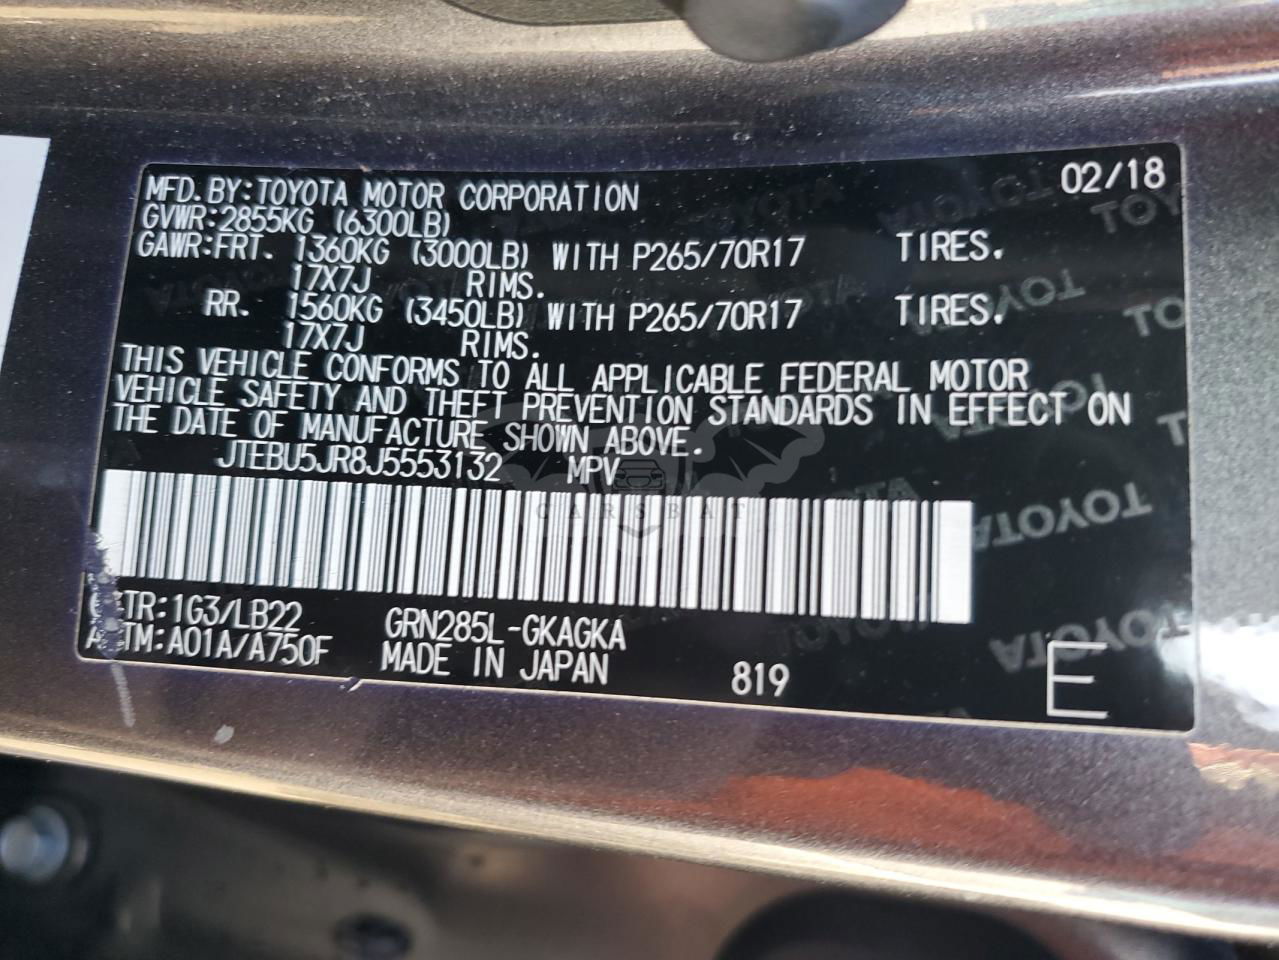 MFD.BY:TOYOTA MOTOR CORPORATION 02/18
GVWR:2855KG (6300LB)
GAWR:FRT. 1360KG (3000LB) WITH P265/70R17 TIRES.
17X7J RIMS.
RR. 1560KG (3450LB) WITH P265/70R17 TIRES.
17X7J RIMS.
THIS VEHICLE CONFORMS TO ALL APPLICABLE FEDERAL MOTOR
VEHICLE SAFETY AND THEFT PREVENTION STANDARDS IN EFFECT ON
THE DATE OF MANUFACTURE SHOWN ABOVE.
JTEBU5JR8J5553132 MPV
CARSBAT
TR:1G3/LB22 GRN285L-GKAGKA
TM:A01A/A750F MADE IN JAPAN 819 E
TOYOTA
TOYOTA